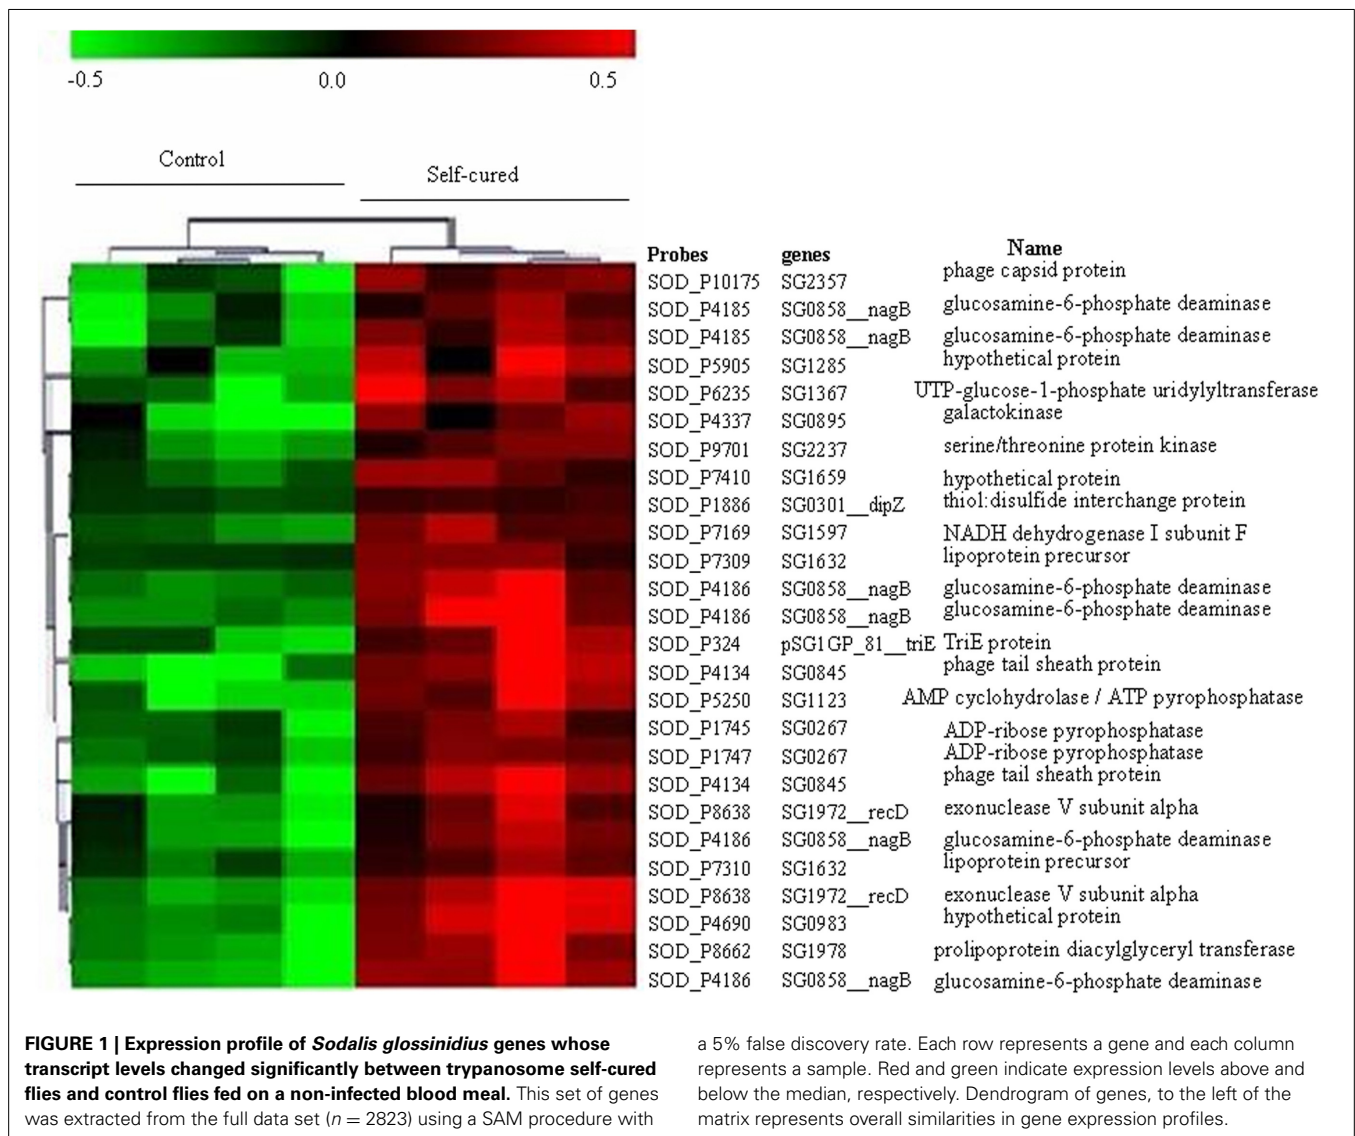 -0.5 0.0 0.5
Control
Self-cured
Probes genes Name
SOD_P10175 SG2357 phage capsid protein
SOD_P4185 SG0858__nagB glucosamine-6-phosphate deaminase
SOD_P4185 SG0858__nagB glucosamine-6-phosphate deaminase
SOD_P5905 SG1285 hypothetical protein
SOD_P6235 SG1367 UTP-glucose-1-phosphate uridylyltransferase
SOD_P4337 SG0895 galactokinase
SOD_P9701 SG2237 serine/threonine protein kinase
SOD_P7410 SG1659 hypothetical protein
SOD_P1886 SG0301__dipZ thiol:disulfide interchange protein
SOD_P7169 SG1597 NADH dehydrogenase I subunit F
SOD_P7309 SG1632 lipoprotein precursor
SOD_P4186 SG0858__nagB glucosamine-6-phosphate deaminase
SOD_P4186 SG0858__nagB glucosamine-6-phosphate deaminase
SOD_P324 pSG1GP_81__triE TriE protein
SOD_P4134 SG0845 phage tail sheath protein
SOD_P5250 SG1123 AMP cyclohydrolase / ATP pyrophosphatase
SOD_P1745 SG0267 ADP-ribose pyrophosphatase
SOD_P1747 SG0267 ADP-ribose pyrophosphatase
SOD_P4134 SG0845 phage tail sheath protein
SOD_P8638 SG1972__recD exonuclease V subunit alpha
SOD_P4186 SG0858__nagB glucosamine-6-phosphate deaminase
SOD_P7310 SG1632 lipoprotein precursor
SOD_P8638 SG1972__recD exonuclease V subunit alpha
SOD_P4690 SG0983 hypothetical protein
SOD_P8662 SG1978 prolipoprotein diacylglyceryl transferase
SOD_P4186 SG0858__nagB glucosamine-6-phosphate deaminase
FIGURE 1 | Expression profile of Sodalis glossinidius genes whose
transcript levels changed significantly between trypanosome self-cured
flies and control flies fed on a non-infected blood meal. This set of genes
was extracted from the full data set (n = 2823) using a SAM procedure with
a 5% false discovery rate. Each row represents a gene and each column
represents a sample. Red and green indicate expression levels above and
below the median, respectively. Dendrogram of genes, to the left of the
matrix represents overall similarities in gene expression profiles.